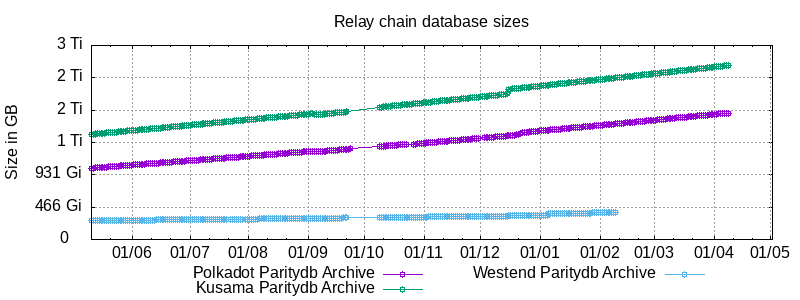 Relay chain database sizes
Size in GB
3 Ti
2 Ti
2 Ti
1 Ti
931 Gi
466 Gi
0
01/06 01/07 01/08 01/09 01/10 01/11 01/12 01/01 01/02 01/03 01/04 01/05
Polkadot Paritydb Archive Westend Paritydb Archive
Kusama Paritydb Archive